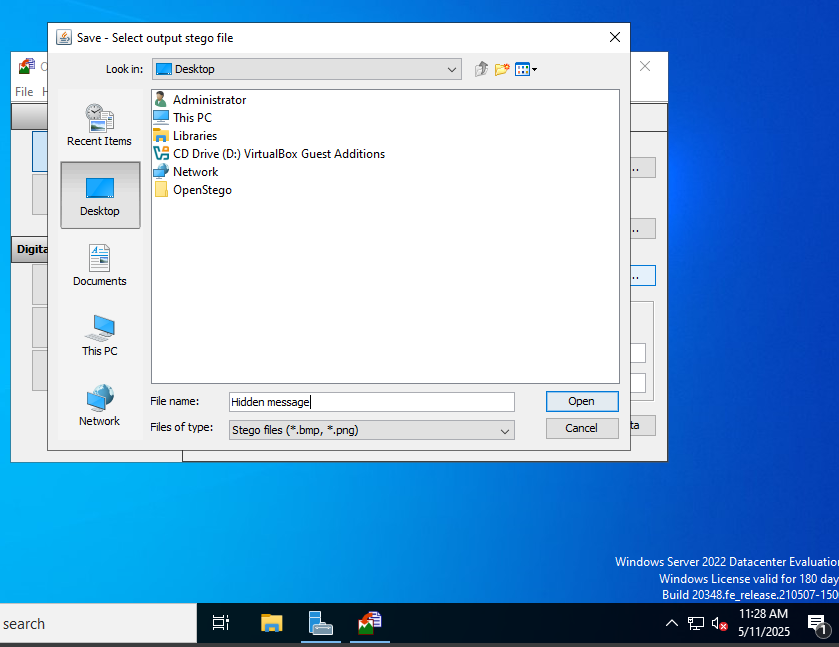 Save - Select output stego file
Look in:
Desktop
File
Recent Items
Desktop
Documents
This PC
Network
Administrator
This PC
Libraries
CD Drive (D:) VirtualBox Guest Additions
Network
OpenStego
Digita
..
..
..
ta
File name:
Hidden message
Open
Files of type:
Stego files (*.bmp, *.png)
Cancel
Windows Server 2022 Datacenter Evaluation
Windows License valid for 180 day
Build 20348.fe_release.210507-150
search
11:28 AM
5/11/2025
1